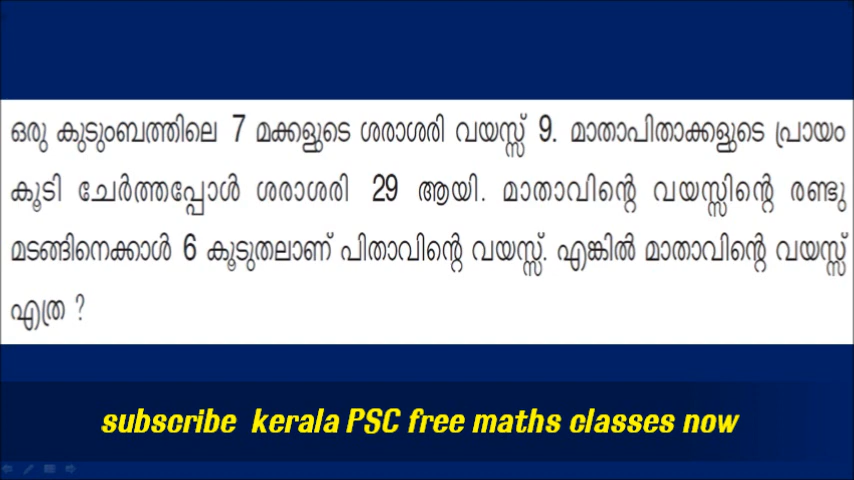 ഒരു കുടുംബത്തിലെ 7 മക്കളുടെ ശരാശരി വയസ്സ് 9. മാതാപിതാക്കളുടെ പ്രായം
കൂടി ചേർത്തപ്പോൾ ശരാശരി 29 ആയി. മാതാവിന്റെ വയസ്സിന്റെ രണ്ടു
മടങ്ങിനെക്കാൾ 6 കൂടുതലാണ് പിതാവിന്റെ വയസ്സ്. എങ്കിൽ മാതാവിന്റെ വയസ്സ്
എത്ര ?
subscribe kerala PSC free maths classes now